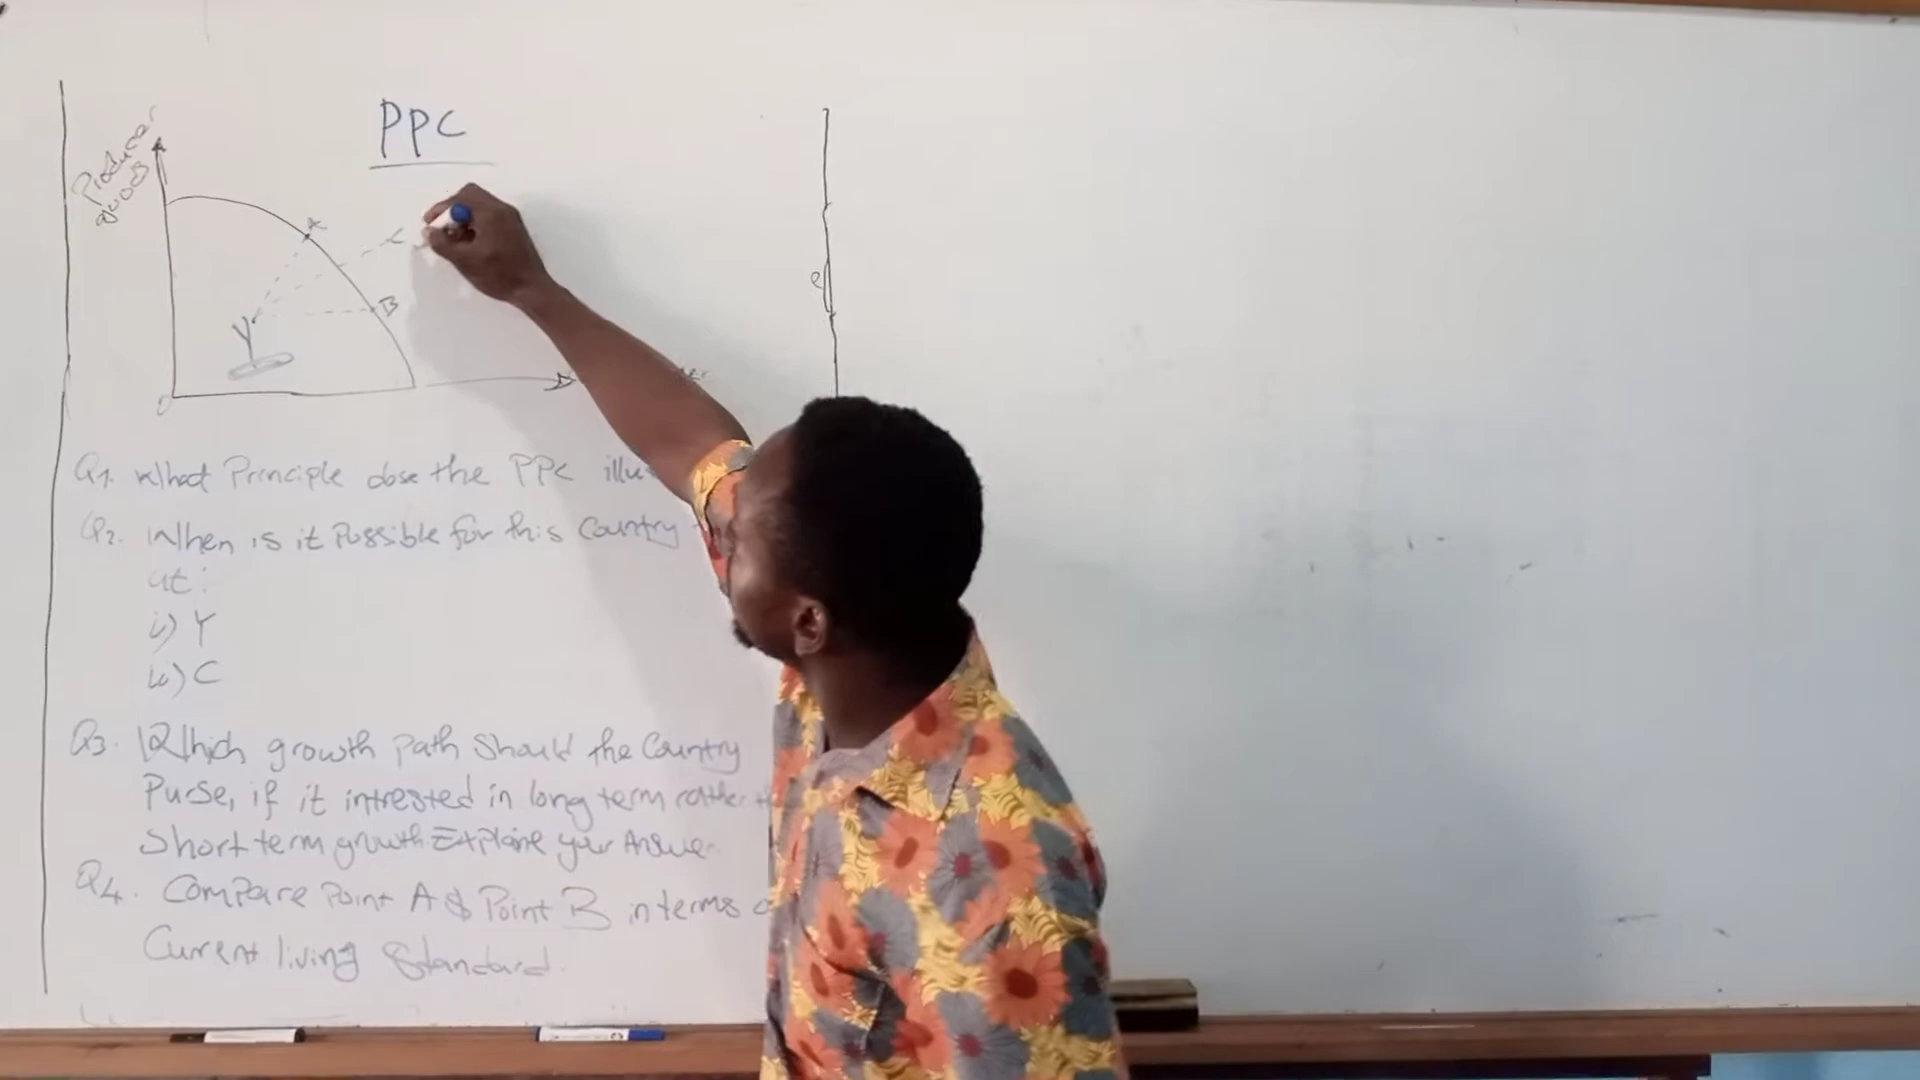 PPC
Producer
goods
A
C
B
Y
0
Q1. What Principle dose the PPC
Q2. When is it Possible for this Country
at:
i) Y
ii) C
Q3. Which growth path should the Country
Purse, if it intrested in long term rather
short term growth Explaine your Answer
Q4. Compare Point A & Point B in terms
Current living Standard.